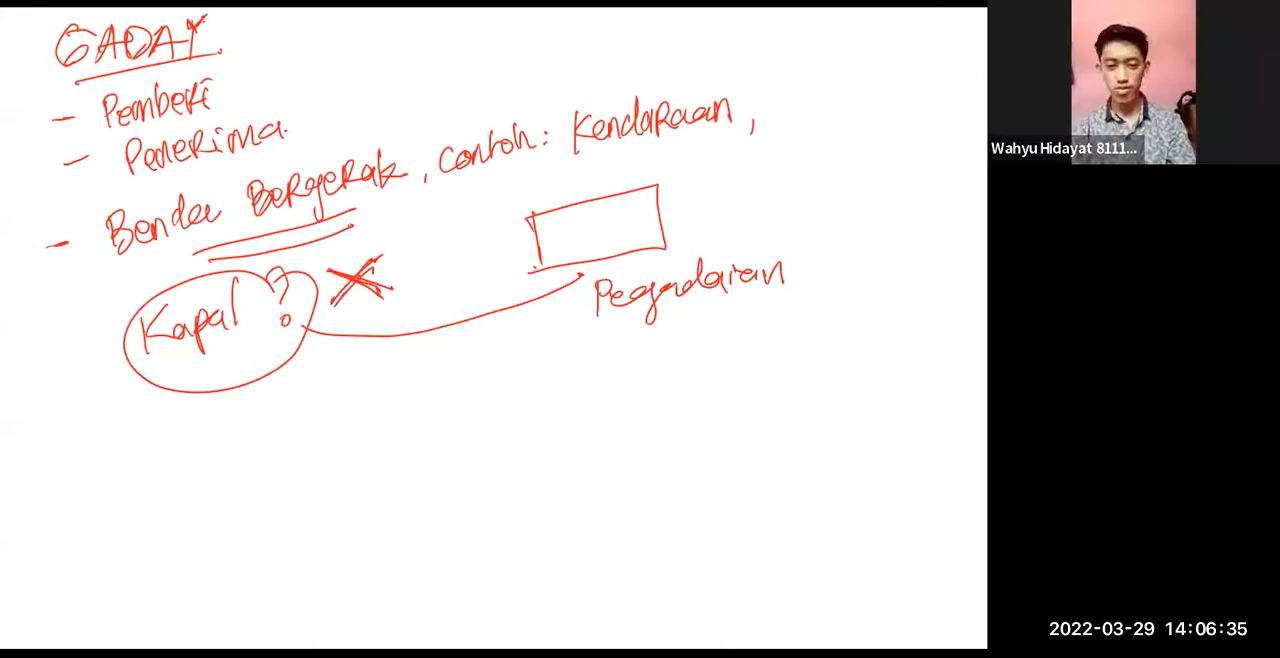 GADAI
- Pemberi
- Penerima.
- Benda Bergerak, contoh: Kendaraan,
Kapal ?
Pegadaian
Wahyu Hidayat 8111...
2022-03-29 14:06:35